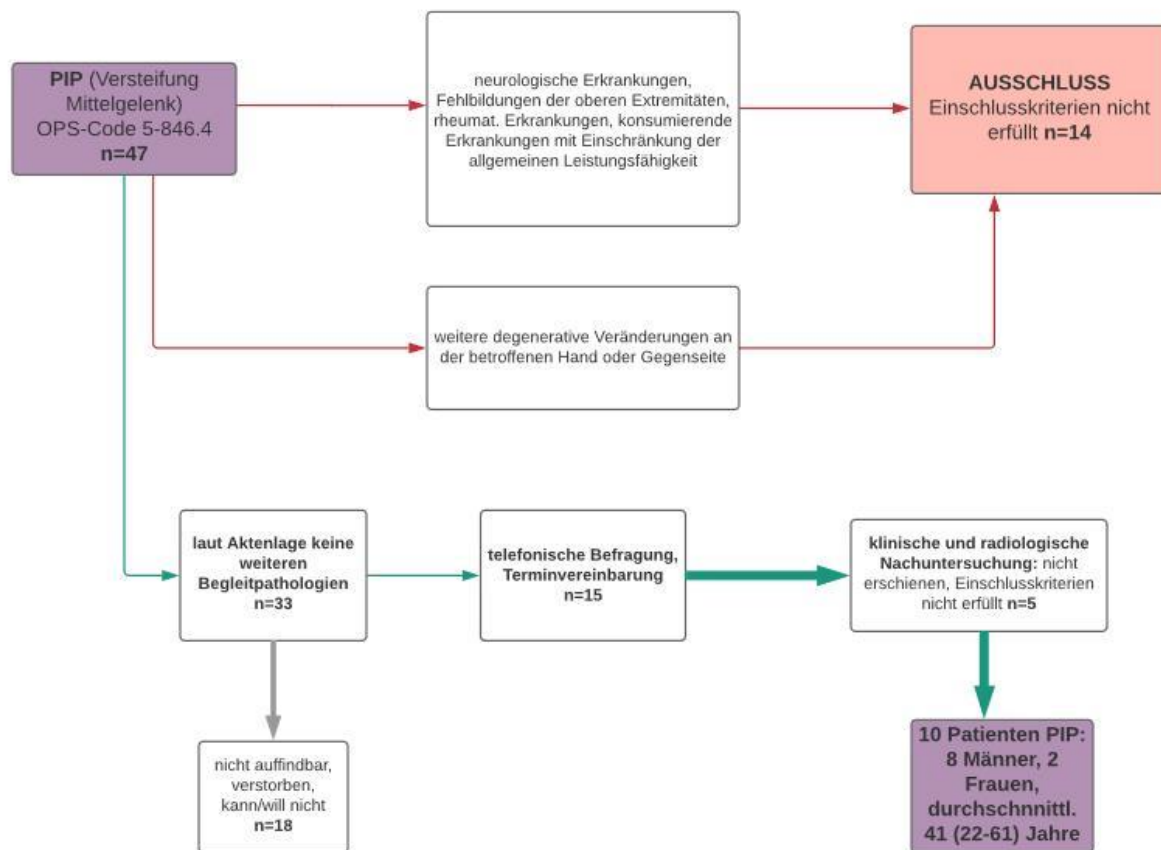 PIP (Versteifung
Mittelgelenk)
OPS-Code 5-846.4
n=47
neurologische Erkrankungen,
Fehlbildungen der oberen Extremitäten,
rheumat. Erkrankungen, konsumierende
Erkrankungen mit Einschränkung der
allgemeinen Leistungsfähigkeit
AUSSCHLUSS
Einschlusskriterien nicht
erfüllt n=14
weitere degenerative Veränderungen an
der betroffenen Hand oder Gegenseite
laut Aktenlage keine
weiteren
Begleitpathologien
n=33
telefonische Befragung,
Terminvereinbarung
n=15
klinische und radiologische
Nachuntersuchung: nicht
erschienen, Einschlusskriterien
nicht erfüllt n=5
nicht auffindbar,
verstorben,
kann/will nicht
n=18
10 Patienten PIP:
8 Männer, 2
Frauen,
durchschnnittl.
41 (22-61) Jahre